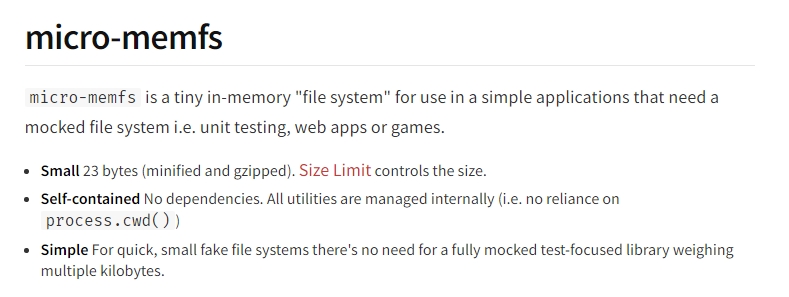 micro-memfs
micro-memfs is a tiny in-memory "file system" for use in a simple applications that need a
mocked file system i.e. unit testing, web apps or games.
Small 23 bytes (minified and gzipped). Size Limit controls the size.
Self-contained No dependencies. All utilities are managed internally (i.e. no reliance on
process.cwd() )
Simple For quick, small fake file systems there's no need for a fully mocked test-focused library weighing
multiple kilobytes.